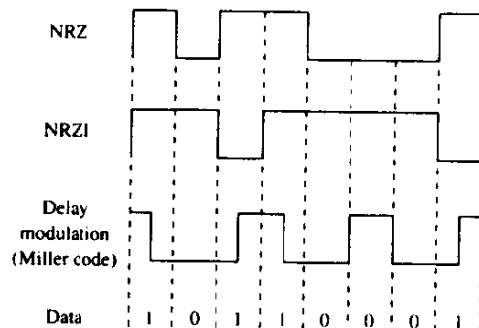 NRZ
NRZI
Delay
modulation
(Miller code)
Data 1 0 1 1 0 0 0 1